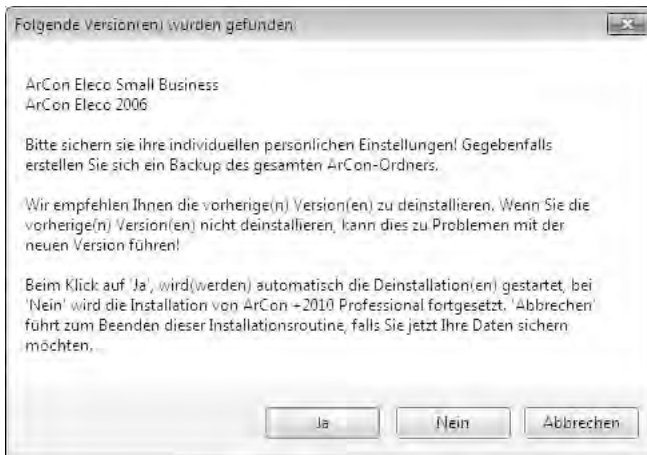 Folgende Version(en) wurden gefunden:
ArCon Eleco Small Business
ArCon Eleco 2006
Bitte sichern sie ihre individuellen persönlichen Einstellungen! Gegebenfalls
erstellen Sie sich ein Backup des gesamten ArCon-Ordners.
Wir empfehlen Ihnen die vorherige(n) Version(en) zu deinstallieren. Wenn Sie die
vorherige(n) Version(en) nicht deinstallieren, kann dies zu Problemen mit der
neuen Version führen!
Beim Klick auf 'Ja', wird(werden) automatisch die Deinstallation(en) gestartet, bei
'Nein' wird die Installation von ArCon +2010 Professional fortgesetzt. 'Abbrechen'
führt zum Beenden dieser Installationsroutine, falls Sie jetzt Ihre Daten sichern
möchten...
Ja
Nein
Abbrechen